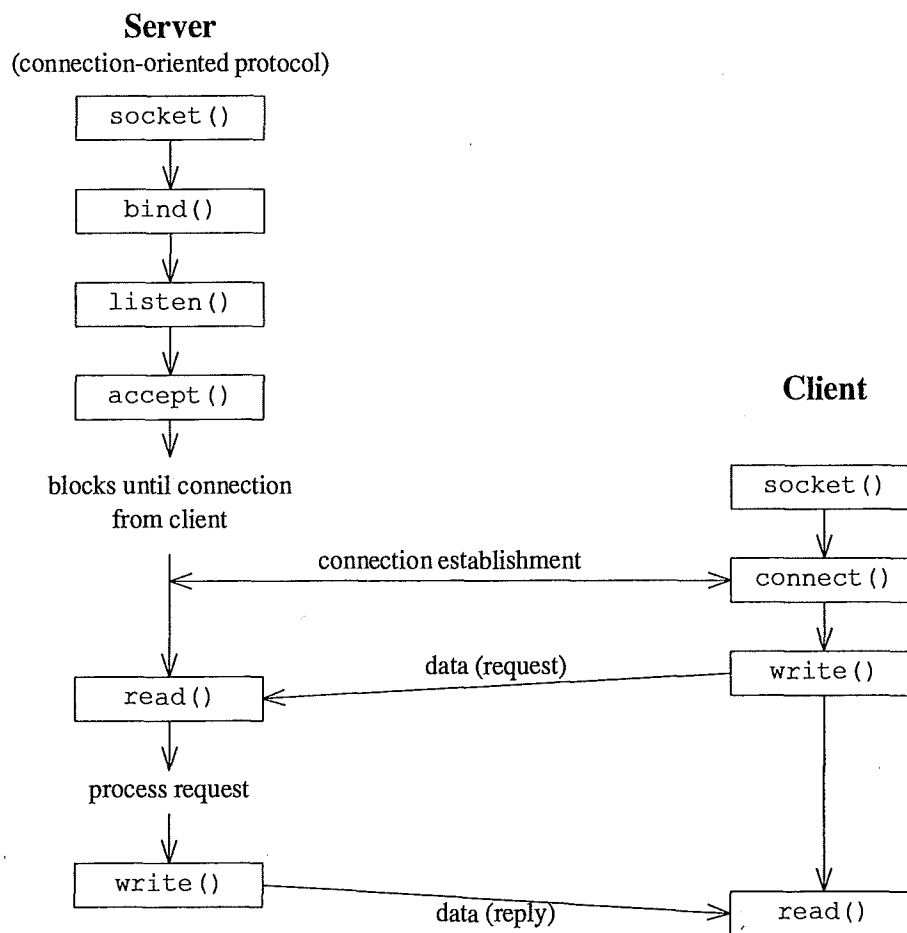 Server
(connection-oriented protocol)
socket()
bind()
listen()
accept()
blocks until connection
from client
Client
socket()
connection establishment
connect()
data (request)
write()
read()
process request
write()
data (reply)
read()